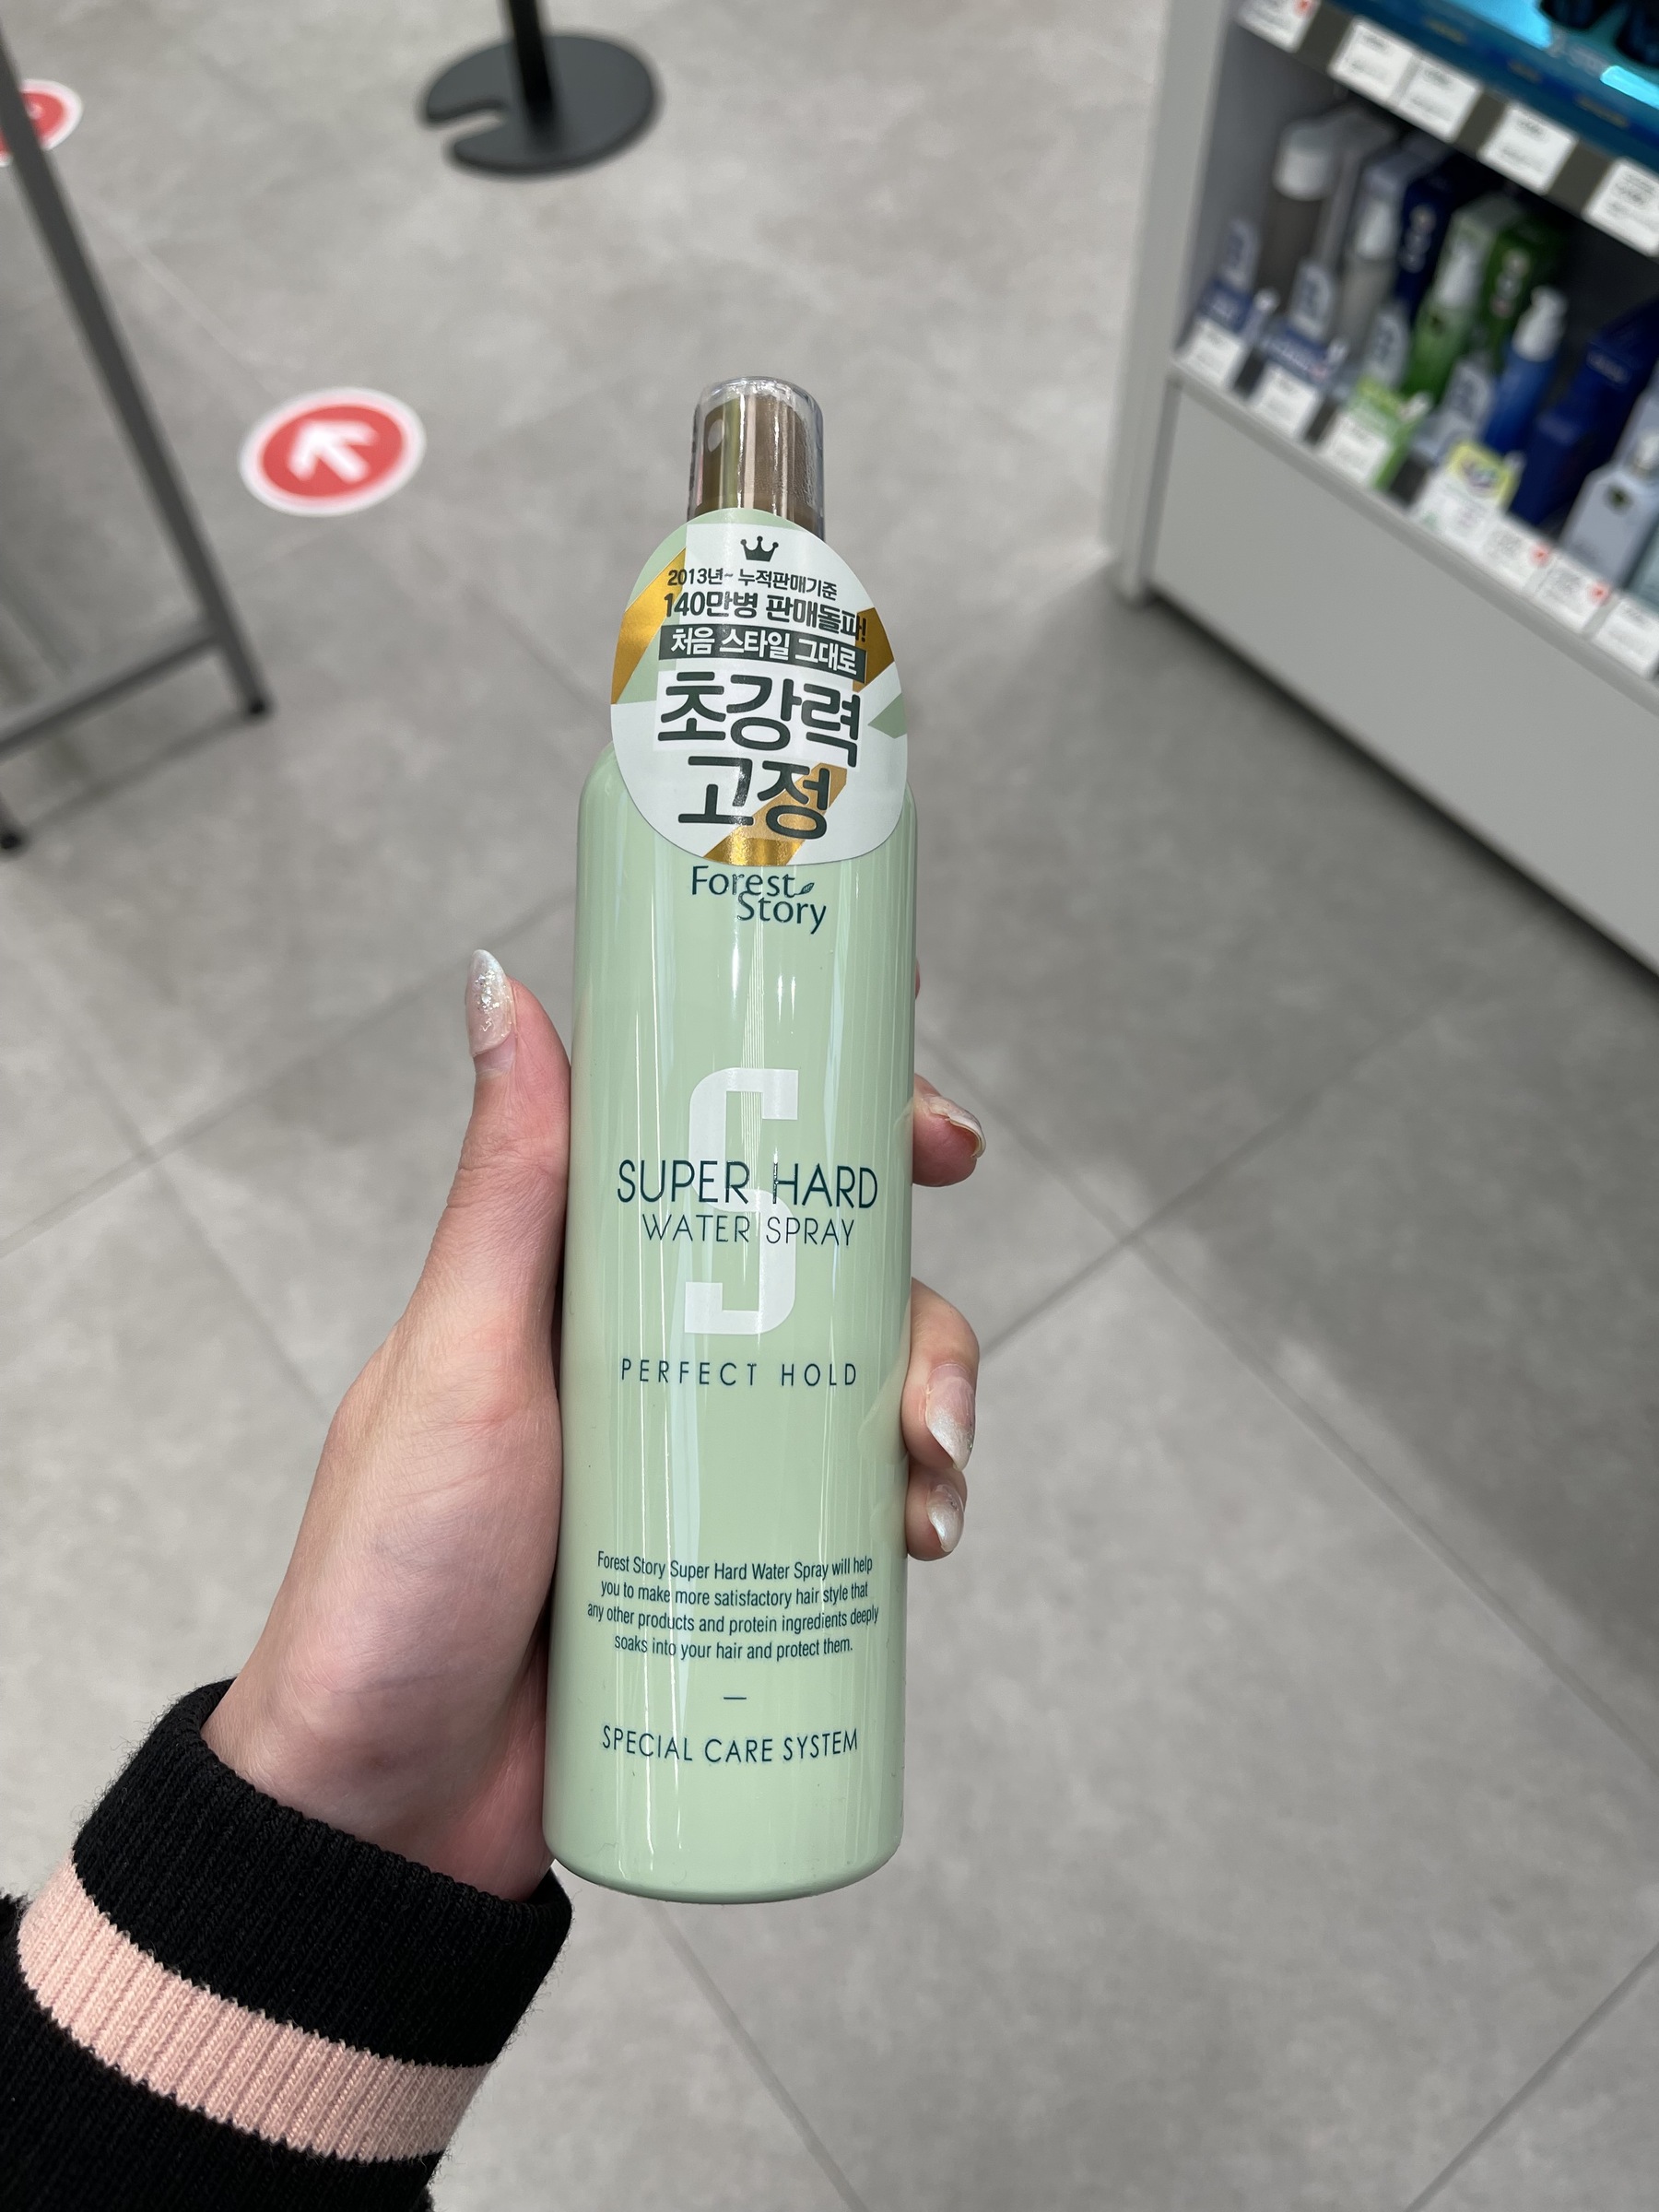 2013년~ 누적판매기준
140만병 판매돌파!
처음 스타일 그대로
초강력
고정
Forest
Story
S
SUPER HARD
WATER SPRAY
PERFECT HOLD
Forest Story Super Hard Water Spray will help
you to make more satisfactory hair style that
any other products and protein ingredients deeply
soaks into your hair and protect them.
SPECIAL CARE SYSTEM